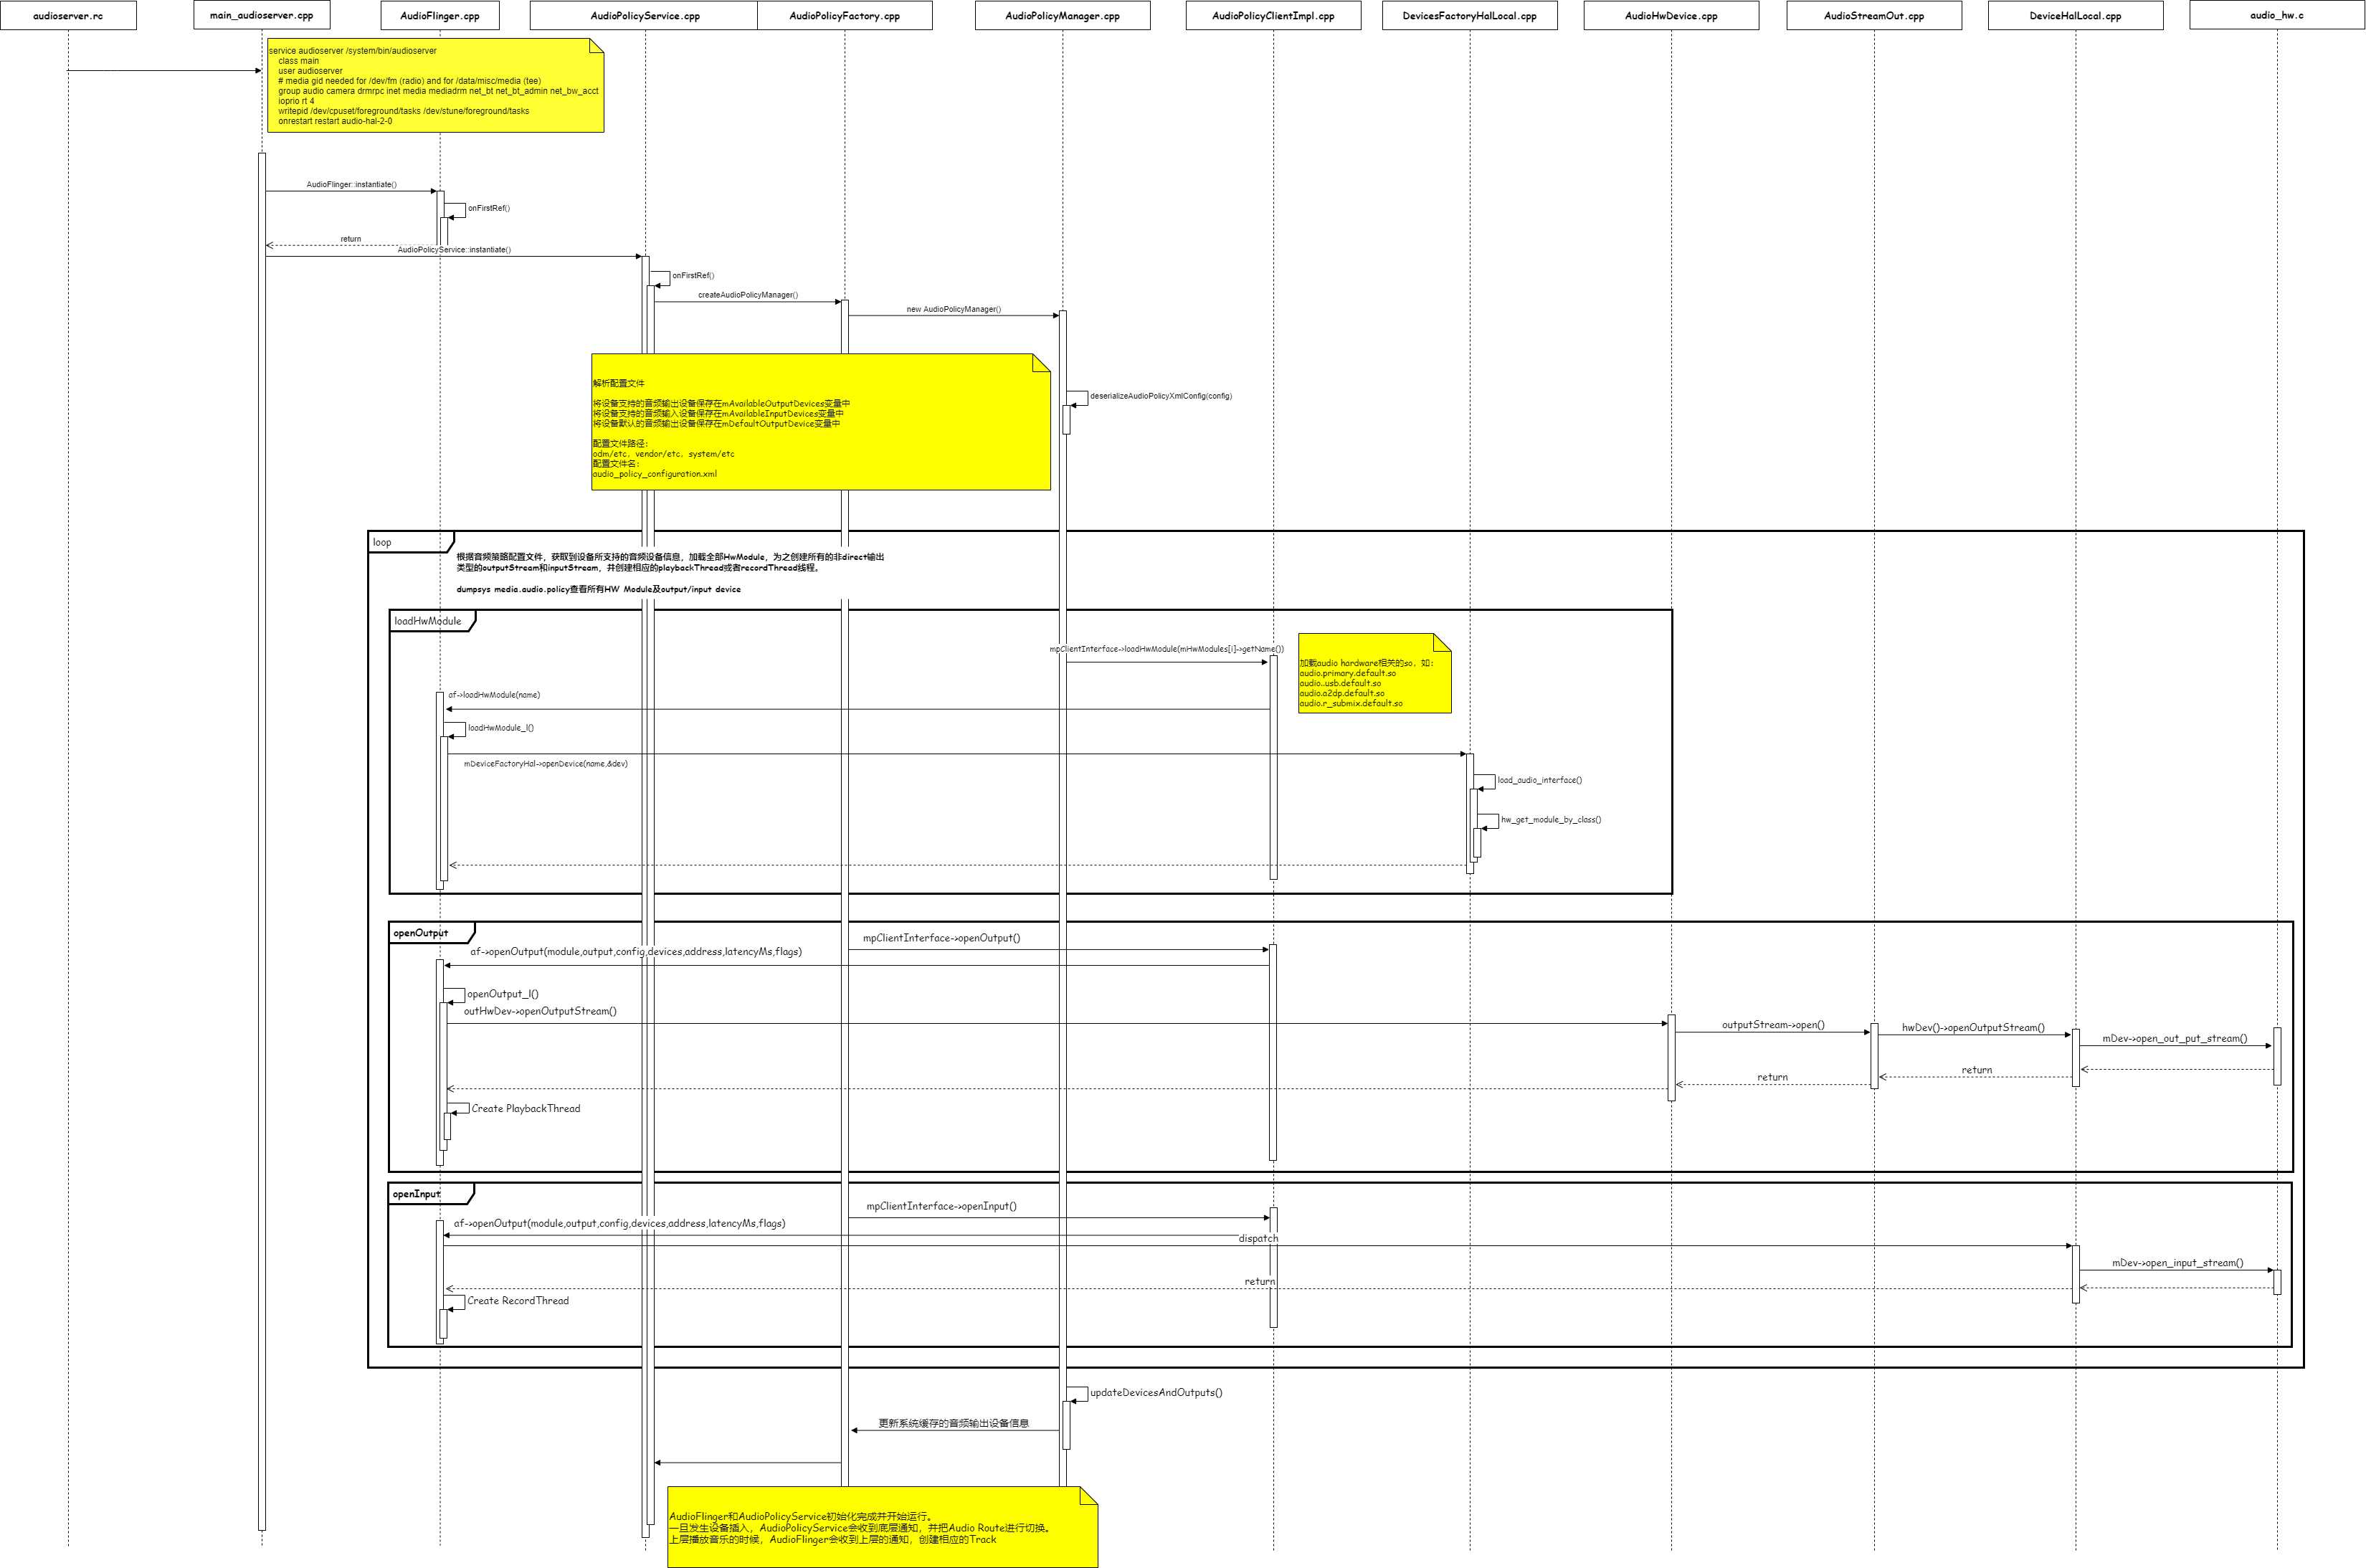 audioserver.rc
main_audioserver.cpp
AudioFlinger.cpp
AudioPolicyService.cpp
AudioPolicyFactory.cpp
AudioPolicyManager.cpp
AudioPolicyClientImpl.cpp
DevicesFactoryHalLocal.cpp
AudioHwDevice.cpp
AudioStreamOut.cpp
DeviceHalLocal.cpp
audio_hw.c
service audioserver /system/bin/audioserver
class main
user audioserver
# media gid needed for /dev/fm (radio) and for /data/misc/media (tee)
group audio camera drmrpc inet media mediadrm net_bt net_bt_admin net_bw_acct
ioprio rt 4
writepid /dev/cpuset/foreground/tasks /dev/stune/foreground/tasks
onrestart restart audio-hal-2-0
AudioFlinger::instantiate()
onFirstRef()
return
AudioPolicyService::instantiate()
onFirstRef()
createAudioPolicyManager()
new AudioPolicyManager()
解析配置文件
将设备支持的音频输出设备保存在mAvailableOutputDevices变量中
将设备支持的音频输入设备保存在mAvailableInputDevices变量中
将设备默认的音频输出设备保存在mDefaultOutputDevice变量中
配置文件路径：
odm/etc，vendor/etc，system/etc
配置文件名：
audio_policy_configuration.xml
deserializeAudioPolicyXmlConfig(config)
loop
根据音频策略配置文件，获取到设备所支持的音频设备信息，加载全部HwModule，为之创建所有的非direct输出
类型的outputStream和inputStream，并创建相应的playbackThread或者recordThread线程。
dumpsys media.audio.policy查看所有HW Module及output/input device
loadHwModule
mpClientInterface->loadHwModule(mHwModules[i]->getName())
加载audio hardware相关的so，如：
audio.primary.default.so
audio..usb.default.so
audio.a2dp.default.so
audio.r_submix.default.so
af->loadHwModule(name)
loadHwModule_l()
mDeviceFactoryHal->openDevice(name,&dev)
load_audio_interface()
hw_get_module_by_class()
openOutput
mpClientInterface->openOutput()
af->openOutput(module,output,config,devices,address,latencyMs,flags)
openOutput_l()
outHwDev->openOutputStream()
outputStream->open()
hwDev()->openOutputStream()
mDev->open_out_put_stream()
return
return
Create PlaybackThread
openInput
mpClientInterface->openInput()
af->openOutput(module,output,config,devices,address,latencyMs,flags)
dispatch
mDev->open_input_stream()
return
Create RecordThread
updateDevicesAndOutputs()
更新系统缓存的音频输出设备信息
AudioFlinger和AudioPolicyService初始化完成并开始运行。
一旦发生设备插入，AudioPolicyService会收到底层通知，并把Audio Route进行切换。
上层播放音乐的时候，AudioFlinger会收到上层的通知，创建相应的Track